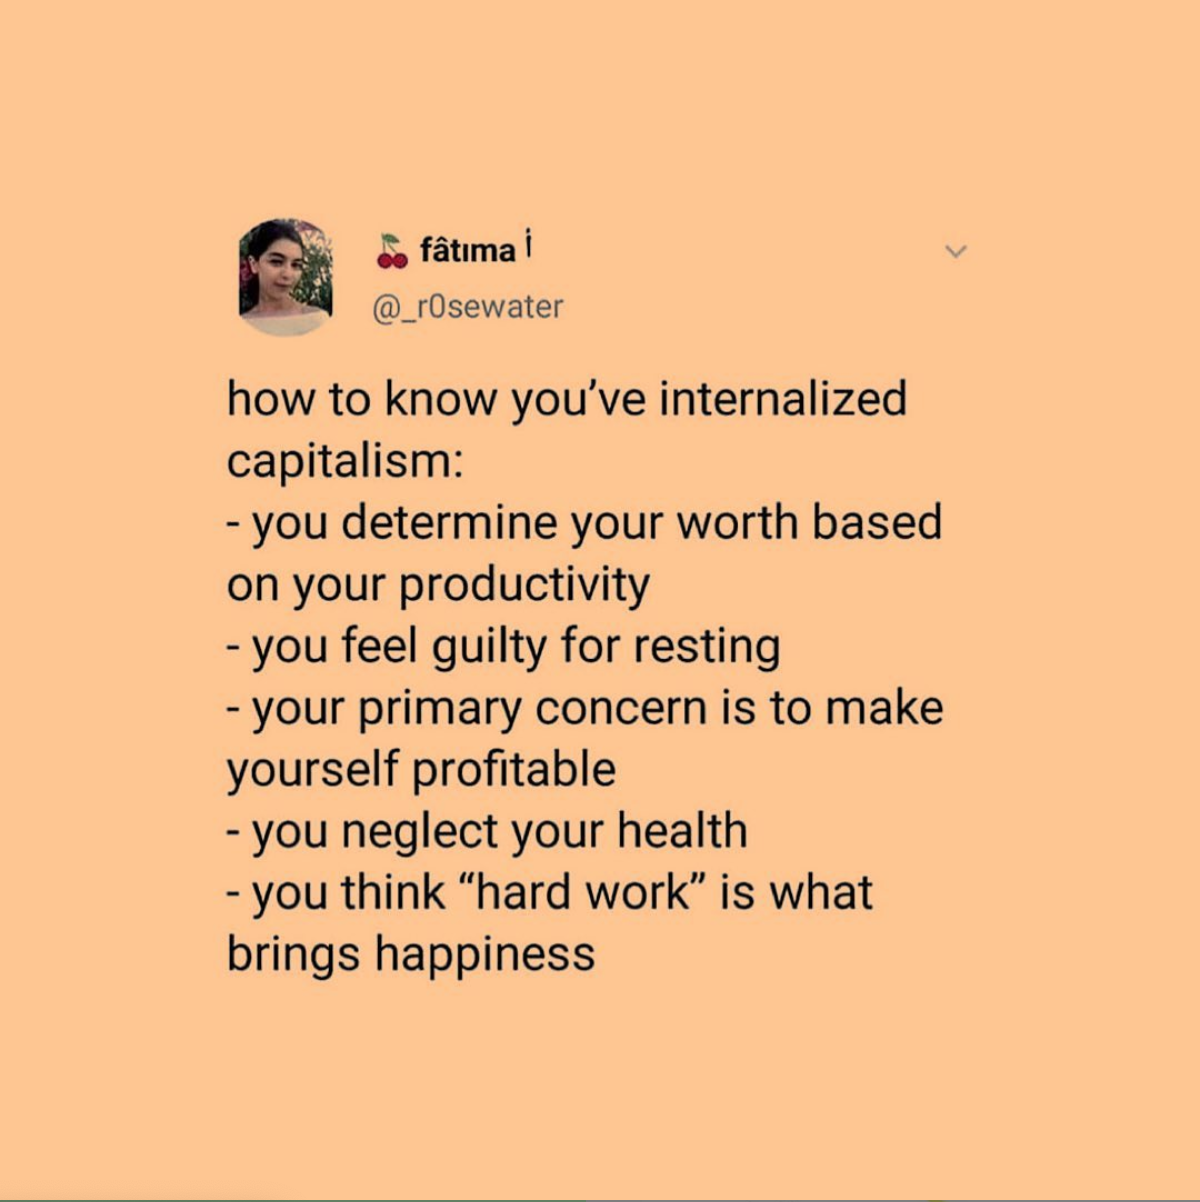 🍒 fâtıma ꙇ̇
@_r0sewater
how to know you’ve internalized
capitalism:
- you determine your worth based
on your productivity
- you feel guilty for resting
- your primary concern is to make
yourself profitable
- you neglect your health
- you think “hard work” is what
brings happiness